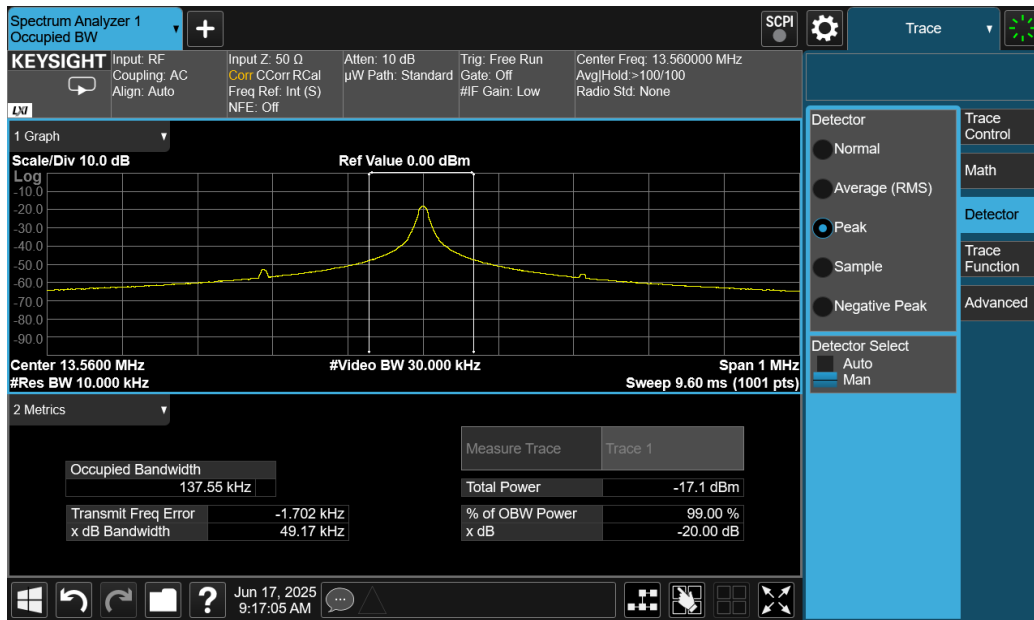 Spectrum Analyzer 1
Occupied BW
+
SCPI
Trace
KEYSIGHT
LXI
Input: RF
Coupling: AC
Align: Auto
Input Z: 50 Ω
Corr CCorr RCal
Freq Ref: Int (S)
NFE: Off
Atten: 10 dB
µW Path: Standard
Trig: Free Run
Gate: Off
#IF Gain: Low
Center Freq: 13.560000 MHz
Avg|Hold:>100/100
Radio Std: None
1 Graph
Scale/Div 10.0 dB
Ref Value 0.00 dBm
Log
-10.0
-20.0
-30.0
-40.0
-50.0
-60.0
-70.0
-80.0
-90.0
Center 13.5600 MHz
#Video BW 30.000 kHz
Span 1 MHz
#Res BW 10.000 kHz
Sweep 9.60 ms (1001 pts)
2 Metrics
Measure Trace Trace 1
Occupied Bandwidth
137.55 kHz
Total Power -17.1 dBm
Transmit Freq Error -1.702 kHz
% of OBW Power 99.00 %
x dB Bandwidth 49.17 kHz
x dB -20.00 dB
Detector
Normal
Average (RMS)
Peak
Sample
Negative Peak
Detector Select
Auto
Man
Trace
Control
Math
Detector
Trace
Function
Advanced
?
Jun 17, 2025
9:17:05 AM